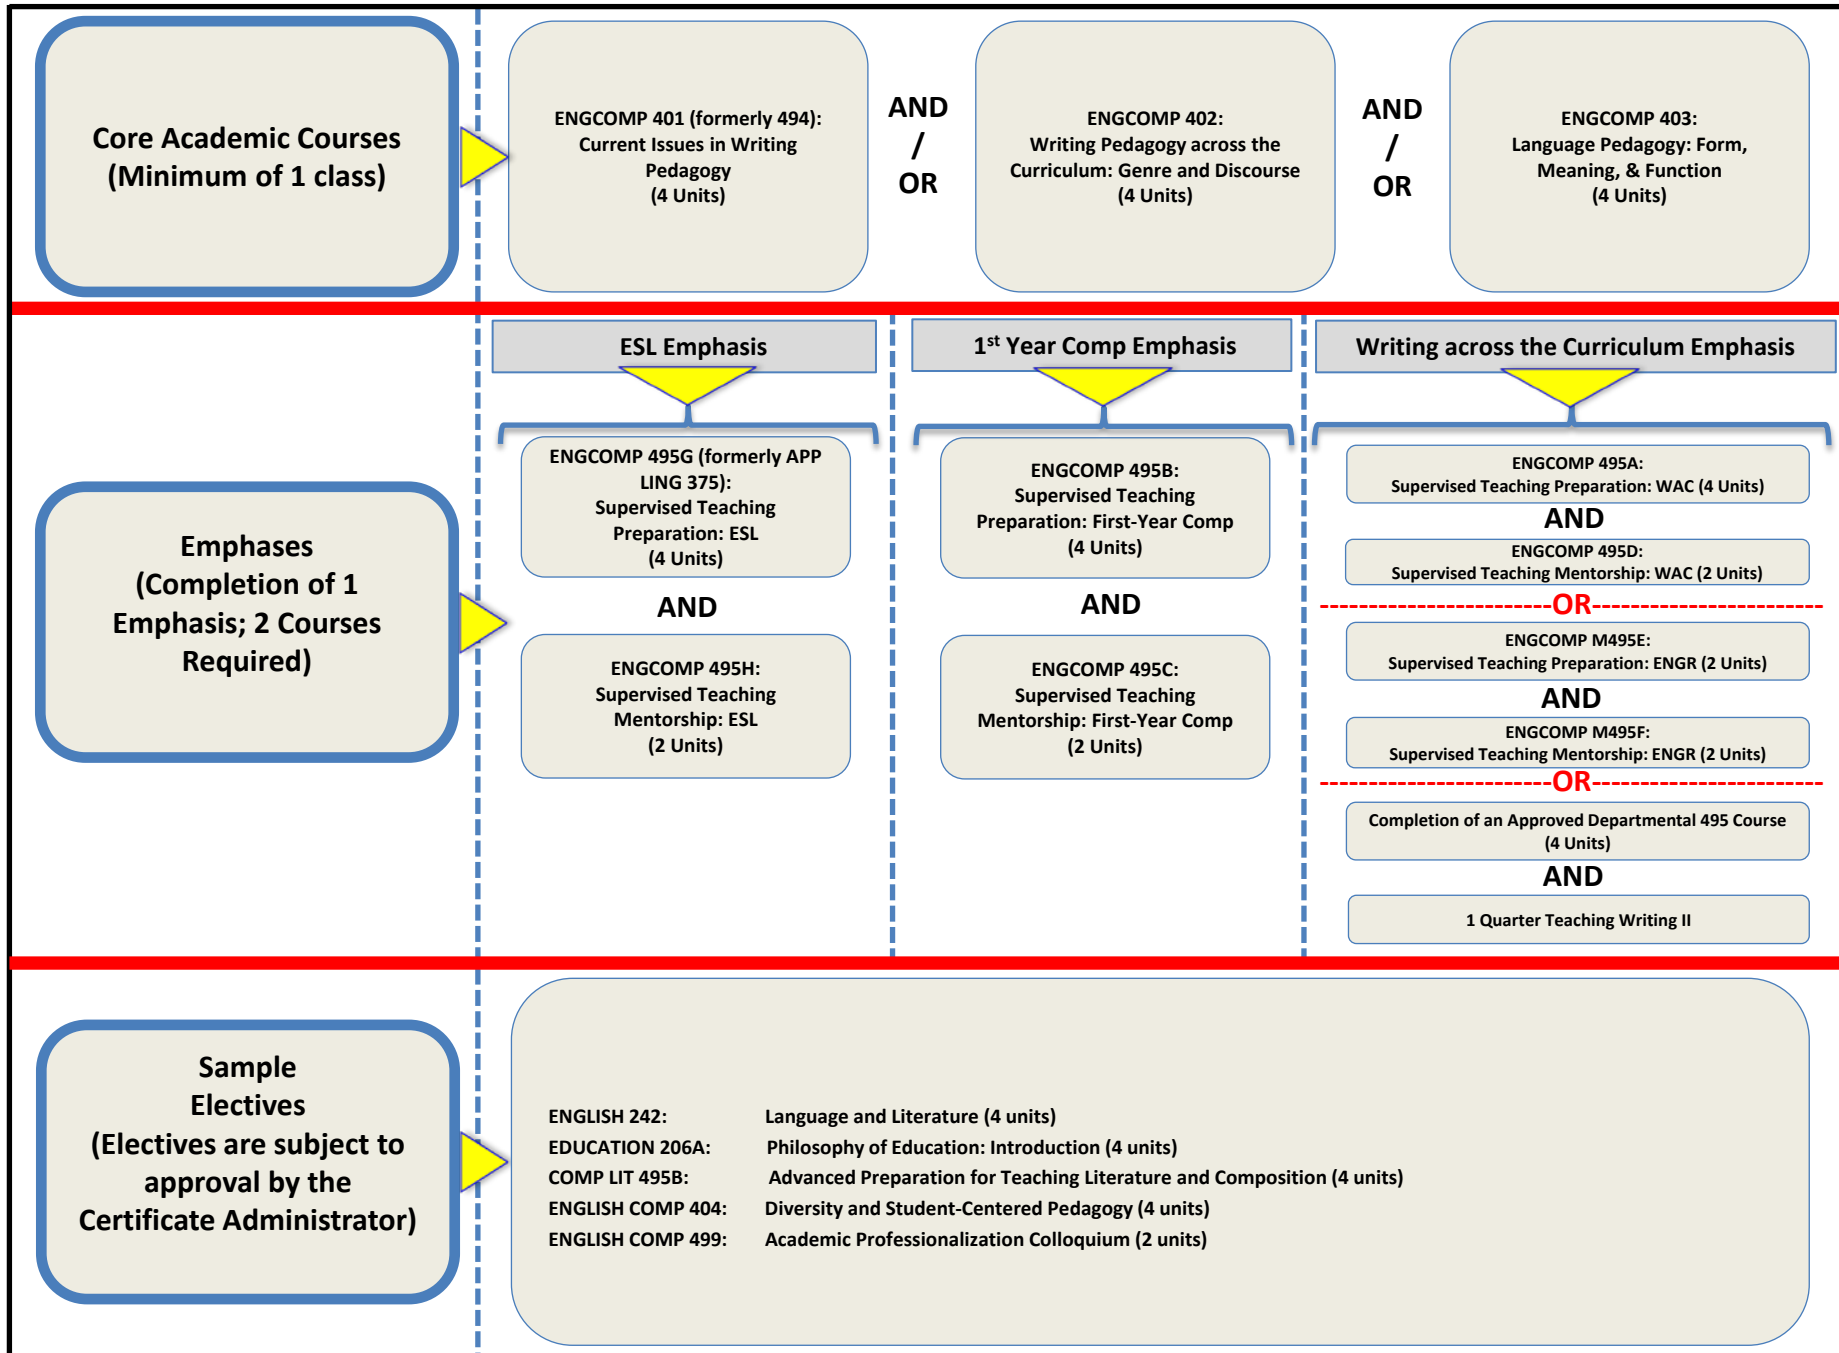 Core Academic Courses
(Minimum of 1 class)
ENGCOMP 401 (formerly 494):
Current Issues in Writing
Pedagogy
(4 Units)
AND
/
OR
ENGCOMP 402:
Writing Pedagogy across the
Curriculum: Genre and Discourse
(4 Units)
AND
/
OR
ENGCOMP 403:
Language Pedagogy: Form,
Meaning, & Function
(4 Units)
Emphases
(Completion of 1
Emphasis; 2 Courses
Required)
ESL Emphasis
ENGCOMP 495G (formerly APP
LING 375):
Supervised Teaching
Preparation: ESL
(4 Units)
AND
ENGCOMP 495H:
Supervised Teaching
Mentorship: ESL
(2 Units)
1st Year Comp Emphasis
ENGCOMP 495B:
Supervised Teaching
Preparation: First-Year Comp
(4 Units)
AND
ENGCOMP 495C:
Supervised Teaching
Mentorship: First-Year Comp
(2 Units)
Writing across the Curriculum Emphasis
ENGCOMP 495A:
Supervised Teaching Preparation: WAC (4 Units)
AND
ENGCOMP 495D:
Supervised Teaching Mentorship: WAC (2 Units)
OR
ENGCOMP M495E:
Supervised Teaching Preparation: ENGR (2 Units)
AND
ENGCOMP M495F:
Supervised Teaching Mentorship: ENGR (2 Units)
OR
Completion of an Approved Departmental 495 Course
(4 Units)
AND
1 Quarter Teaching Writing II
Sample
Electives
(Electives are subject to
approval by the
Certificate Administrator)
ENGLISH 242: Language and Literature (4 units)
EDUCATION 206A: Philosophy of Education: Introduction (4 units)
COMP LIT 495B: Advanced Preparation for Teaching Literature and Composition (4 units)
ENGLISH COMP 404: Diversity and Student-Centered Pedagogy (4 units)
ENGLISH COMP 499: Academic Professionalization Colloquium (2 units)